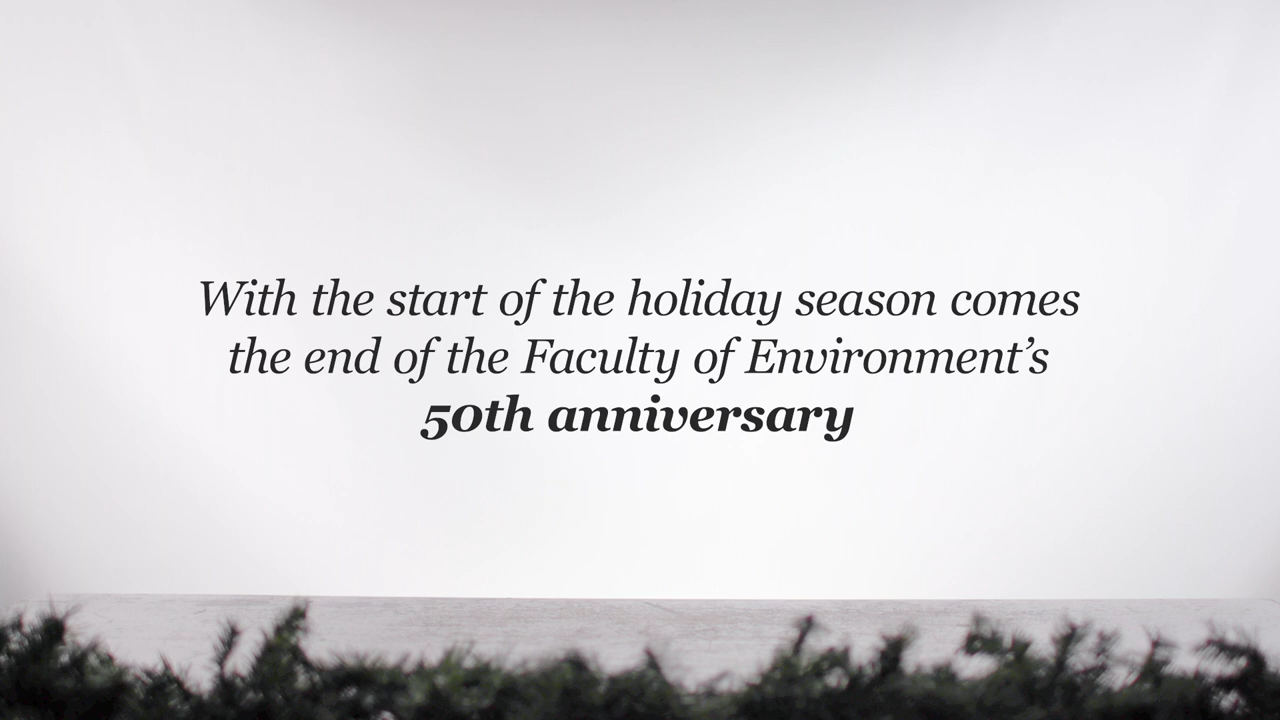 With the start of the holiday season comes
the end of the Faculty of Environment’s
50th anniversary